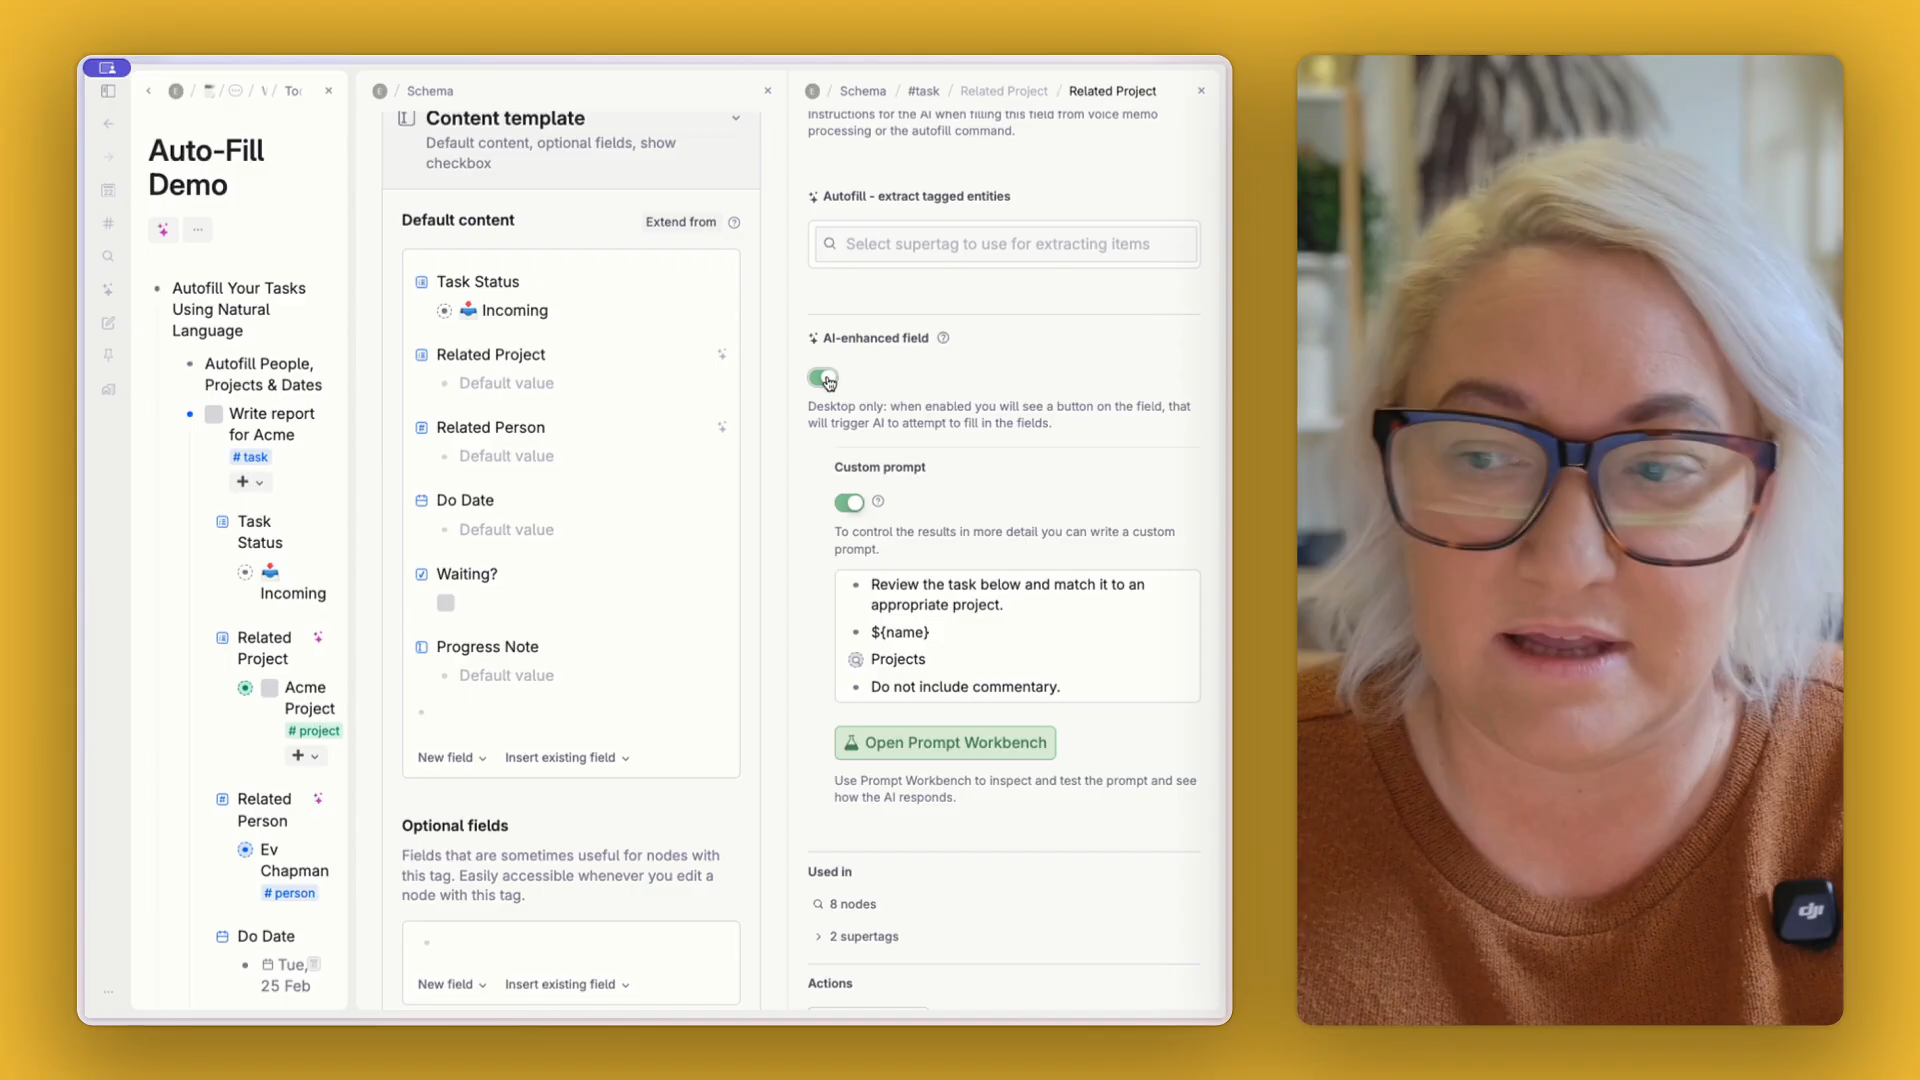 Auto-Fill
Demo
Autofill Your Tasks
Using Natural
Language
Autofill People,
Projects & Dates
Write report
for Acme
# task
Task
Status
Incoming
Related
Project
Acme
Project
# project
Related
Person
Ev
Chapman
# person
Do Date
Tue,
25 Feb
Schema
Content template
Default content, optional fields, show
checkbox
Default content
Extend from
Task Status
Incoming
Related Project
Default value
Related Person
Default value
Do Date
Default value
Waiting?
Progress Note
Default value
New field
Insert existing field
Optional fields
Fields that are sometimes useful for nodes with
this tag. Easily accessible whenever you edit a
node with this tag.
New field
Insert existing field
E / Schema / #task / Related Project / Related Project
Instructions for the AI when filling this field from voice memo
processing or the autofill command.
Autofill - extract tagged entities
Select supertag to use for extracting items
AI-enhanced field
Desktop only: when enabled you will see a button on the field, that
will trigger AI to attempt to fill in the fields.
Custom prompt
To control the results in more detail you can write a custom
prompt.
Review the task below and match it to an
appropriate project.
${name}
Projects
Do not include commentary.
Open Prompt Workbench
Use Prompt Workbench to inspect and test the prompt and see
how the AI responds.
Used in
8 nodes
2 supertags
Actions
dji